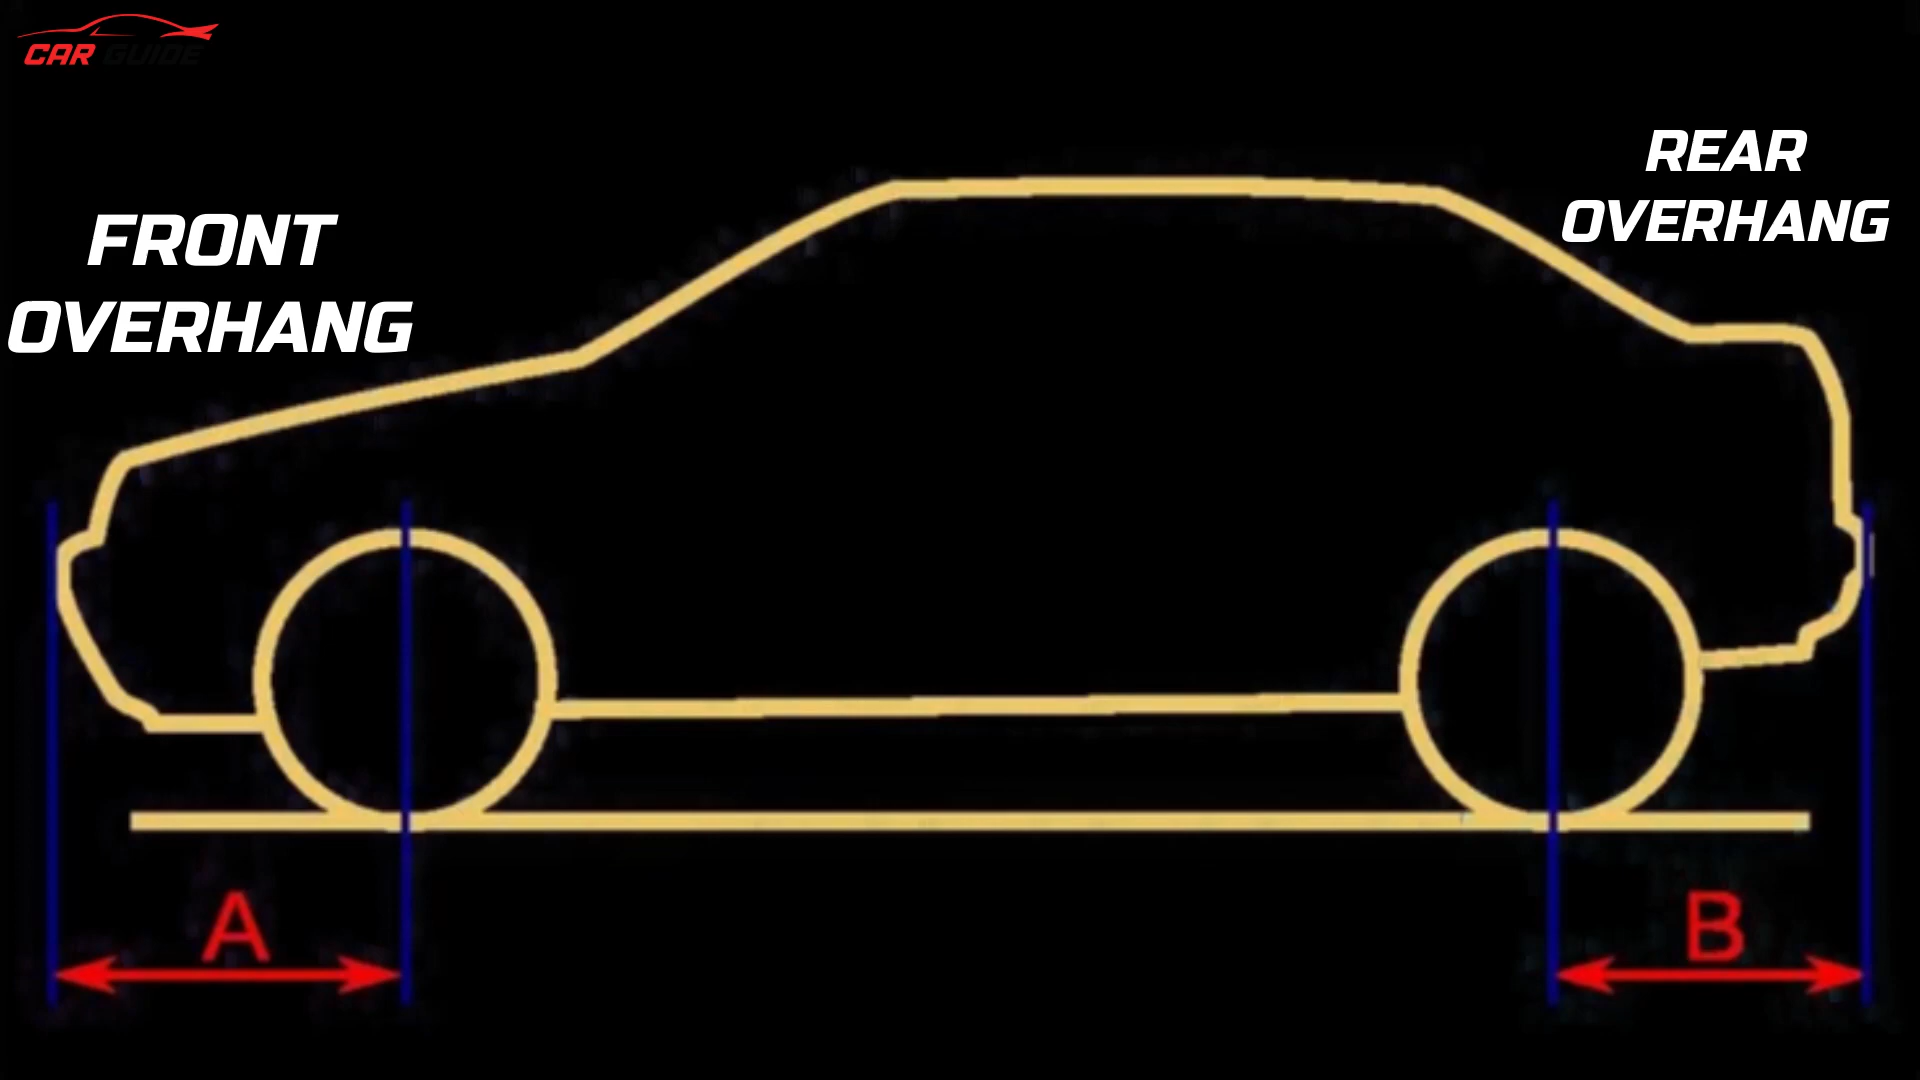 CAR GUIDE
REAR
OVERHANG
FRONT
OVERHANG
A
B